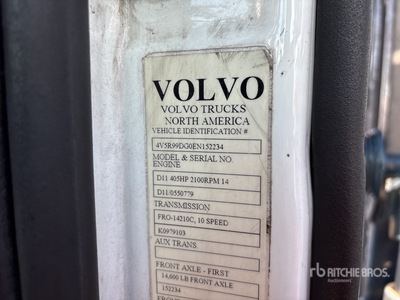 VOLVO
VOLVO TRUCKS
NORTH AMERICA
VEHICLE IDENTIFICATION #
4V5R99DG0EN152234
MODEL & SERIAL NO.
ENGINE
D11 405HP 2100RPM 14
D11/0550779
TRANSMISSION
FRO-14210C, 10 SPEED
K0979103
AUX TRANS.
FRONT AXLE - FIRST
14,600 LB FRONT AXLE
152234
rb RITCHIE BROS.
Auctioneers